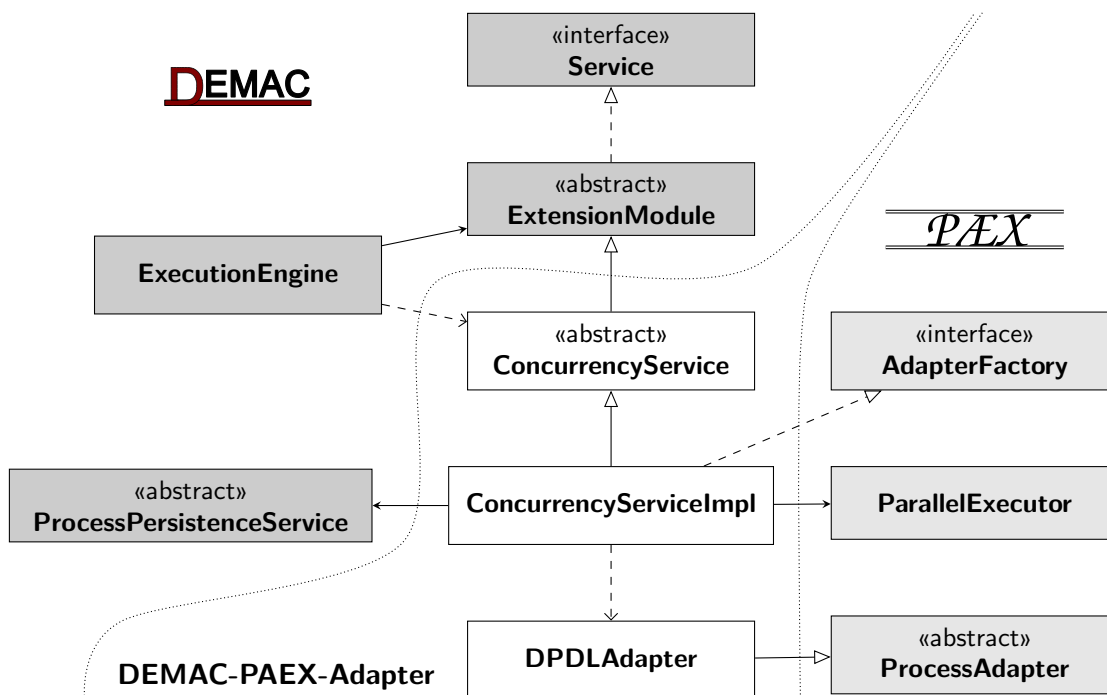 «interface»
Service
DEMAC
«abstract»
ExtensionModule
PÆX
ExecutionEngine
«abstract»
ConcurrencyService
«interface»
AdapterFactory
«abstract»
ProcessPersistenceService
ConcurrencyServiceImpl
ParallelExecutor
DPDLAdapter
«abstract»
ProcessAdapter
DEMAC-PAEX-Adapter